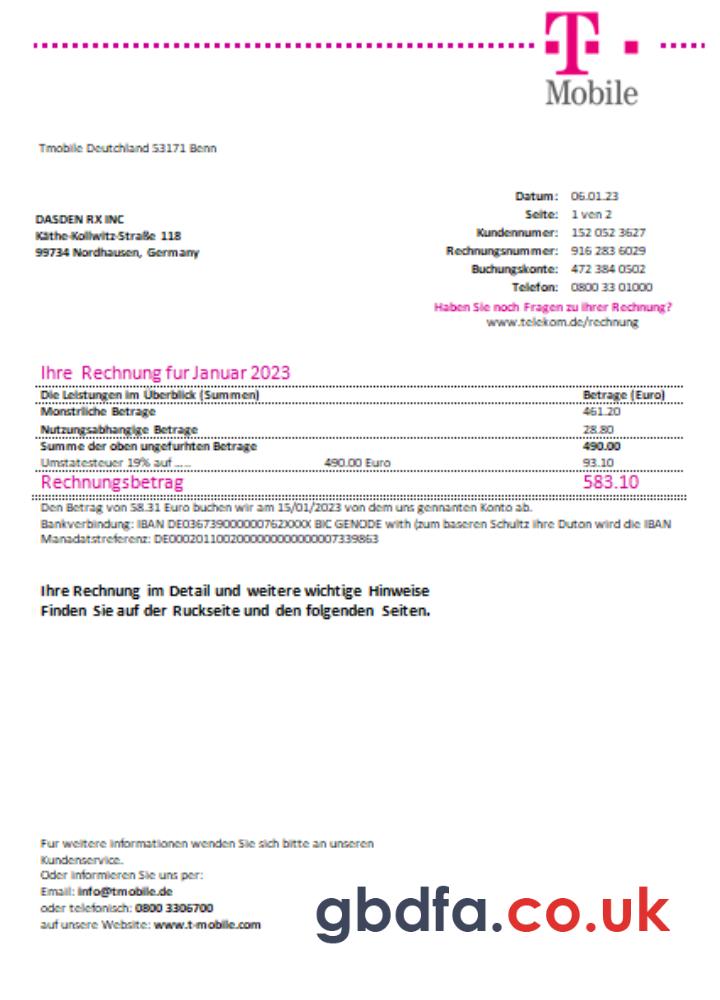 T
Mobile
Tmobile Deutchland 53171 Benn
Datum: 06.01.23
Seite: 1 ven 2
Kundennumer: 152 052 3627
Rechnungsnummer: 916 283 6029
Buchungskonte: 472 384 0502
Telefon: 0800 33 01000
Haben Sie noch Fragen zu ihrer Rechnung?
www.telekom.de/rechnung
DASDEN RX INC
Käthe-Kollwitz-Straße 118
99734 Nordhausen, Germany
Ihre Rechnung fur Januar 2023
Die Leistungen im Überblick (Summen) Betrage (Euro)
Monstrliche Betrage 461.20
Nutzungsabhangige Betrage 28.80
Summe der oben ungefurhten Betrage 490.00
Umstatesteuer 19% auf ..... 490.00 Euro 93.10
Rechnungsbetrag 583.10
Den Betrag von 58.31 Euro buchen wir am 15/01/2023 von dem uns gennanten Konto ab.
Bankverbindung: IBAN DE03673900000762XXXX BIC GENODE with (zum baseren Schultz ihre Duton wird die IBAN
Manadatstreferenz:
Ihre Rechnung im Detail und weitere wichtige Hinweise
Finden Sie auf der Ruckseite und den folgenden Seiten.
Fur weitere informationen wenden Sie sich bitte an unseren
Kundenservice.
Oder informieren Sie uns per:
Email: info@tmobile.de
oder telefonisch: 0800 3306700
auf unsere Website: www.t-mobile.com
gbdfa.co.uk